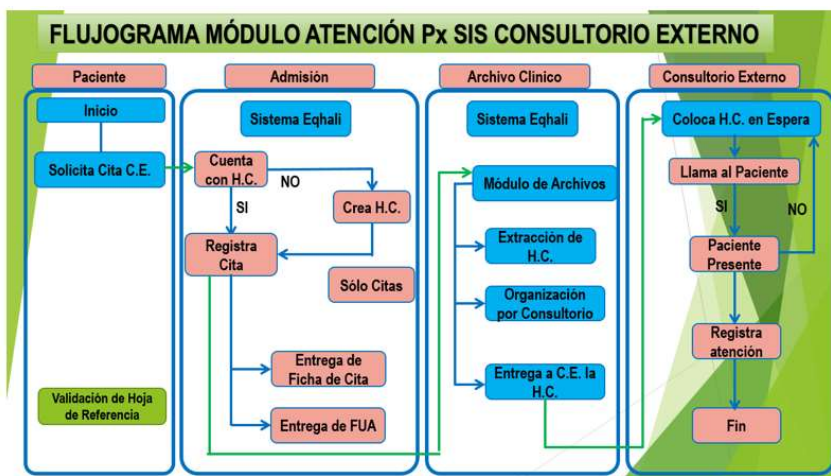 FLUJOGRAMA MÓDULO ATENCIÓN Px SIS CONSULTORIO EXTERNO
Paciente
Inicio
Solicita Cita C.E.
Validación de Hoja
de Referencia
Admisión
Sistema Eqhali
Cuenta
con H.C.
NO
SI
Crea H.C.
Registra
Cita
Sólo Citas
Entrega de
Ficha de Cita
Entrega de FUA
Archivo Clínico
Sistema Eqhali
Módulo de Archivos
Extracción de
H.C.
Organización
por Consultorio
Entrega a C.E. la
H.C.
Consultorio Externo
Coloca H.C. en Espera
Llama al Paciente
SI
NO
Paciente
Presente
Registra
atención
Fin